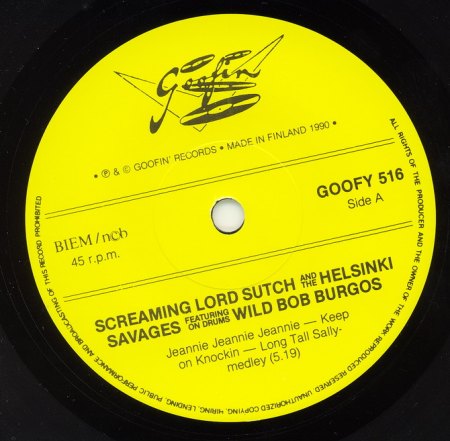 Goofin
• ℗ & © GOOFIN' RECORDS • MADE IN FINLAND 1990 •
GOOFY 516
Side A
BIEM/ncb
45 r.p.m.
SCREAMING LORD SUTCH AND THE HELSINKI
SAVAGES FEATURING ON DRUMS WILD BOB BURGOS
Jeannie Jeannie Jeannie — Keep
on Knockin — Long Tall Sally-
medley (5.19)
ALL RIGHTS OF THE PRODUCER AND OF THE OWNER OF THE WORK REPRODUCED RESERVED UNAUTHORIZED COPYING, HIRING, LENDING, PUBLIC PERFORMANCE AND BROADCASTING OF THIS RECORD PROHIBITED